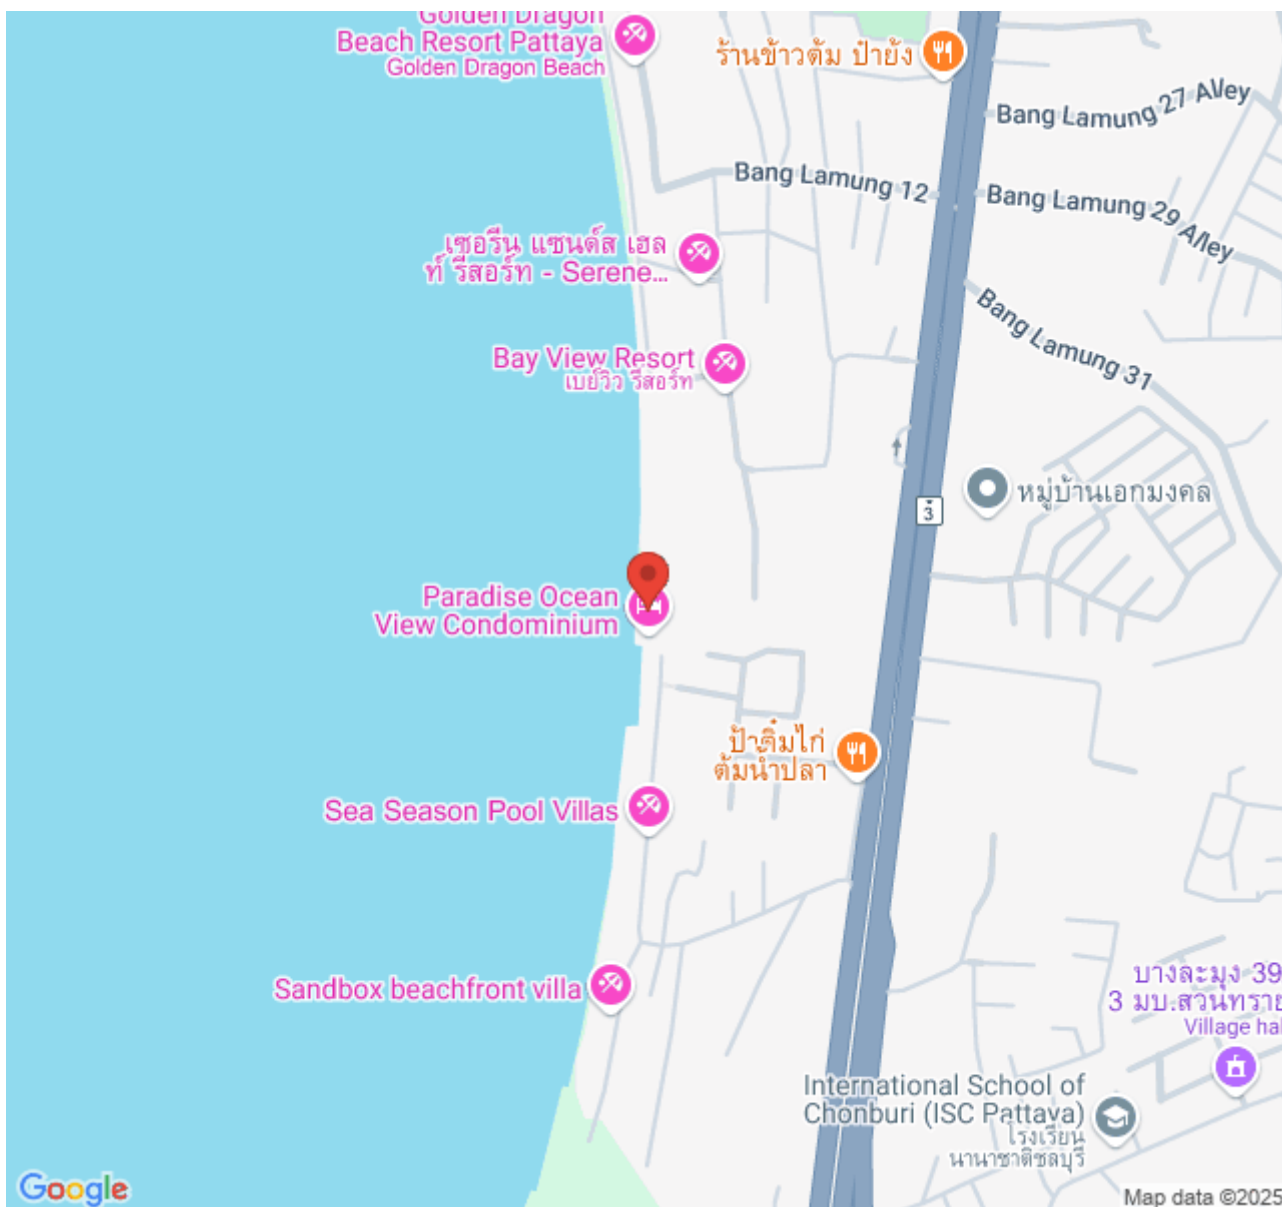 Golden Dragon
Beach Resort Pattaya
Golden Dragon Beach
ร้านข้าวต้ม ป๋าย้ง
Bang Lamung 27 Alley
Bang Lamung 12
Bang Lamung 29 Alley
เซอรีน แซนด์ส เฮล
ท์ รีสอร์ท - Serene...
Bang Lamung 31
Bay View Resort
เบย์วิว รีสอร์ท
หมู่บ้านเอกมงคล
3
Paradise Ocean
View Condominium
ป้าติ๋มไก่
ต้มน้ำปลา
Sea Season Pool Villas
บางละมุง 39
3 มบ.สวนทราย
Village hal
Sandbox beachfront villa
International School of
Chonburi (ISC Pattaya)
โรงเรียน
นานาชาติชลบุรี
Google
Map data ©2025